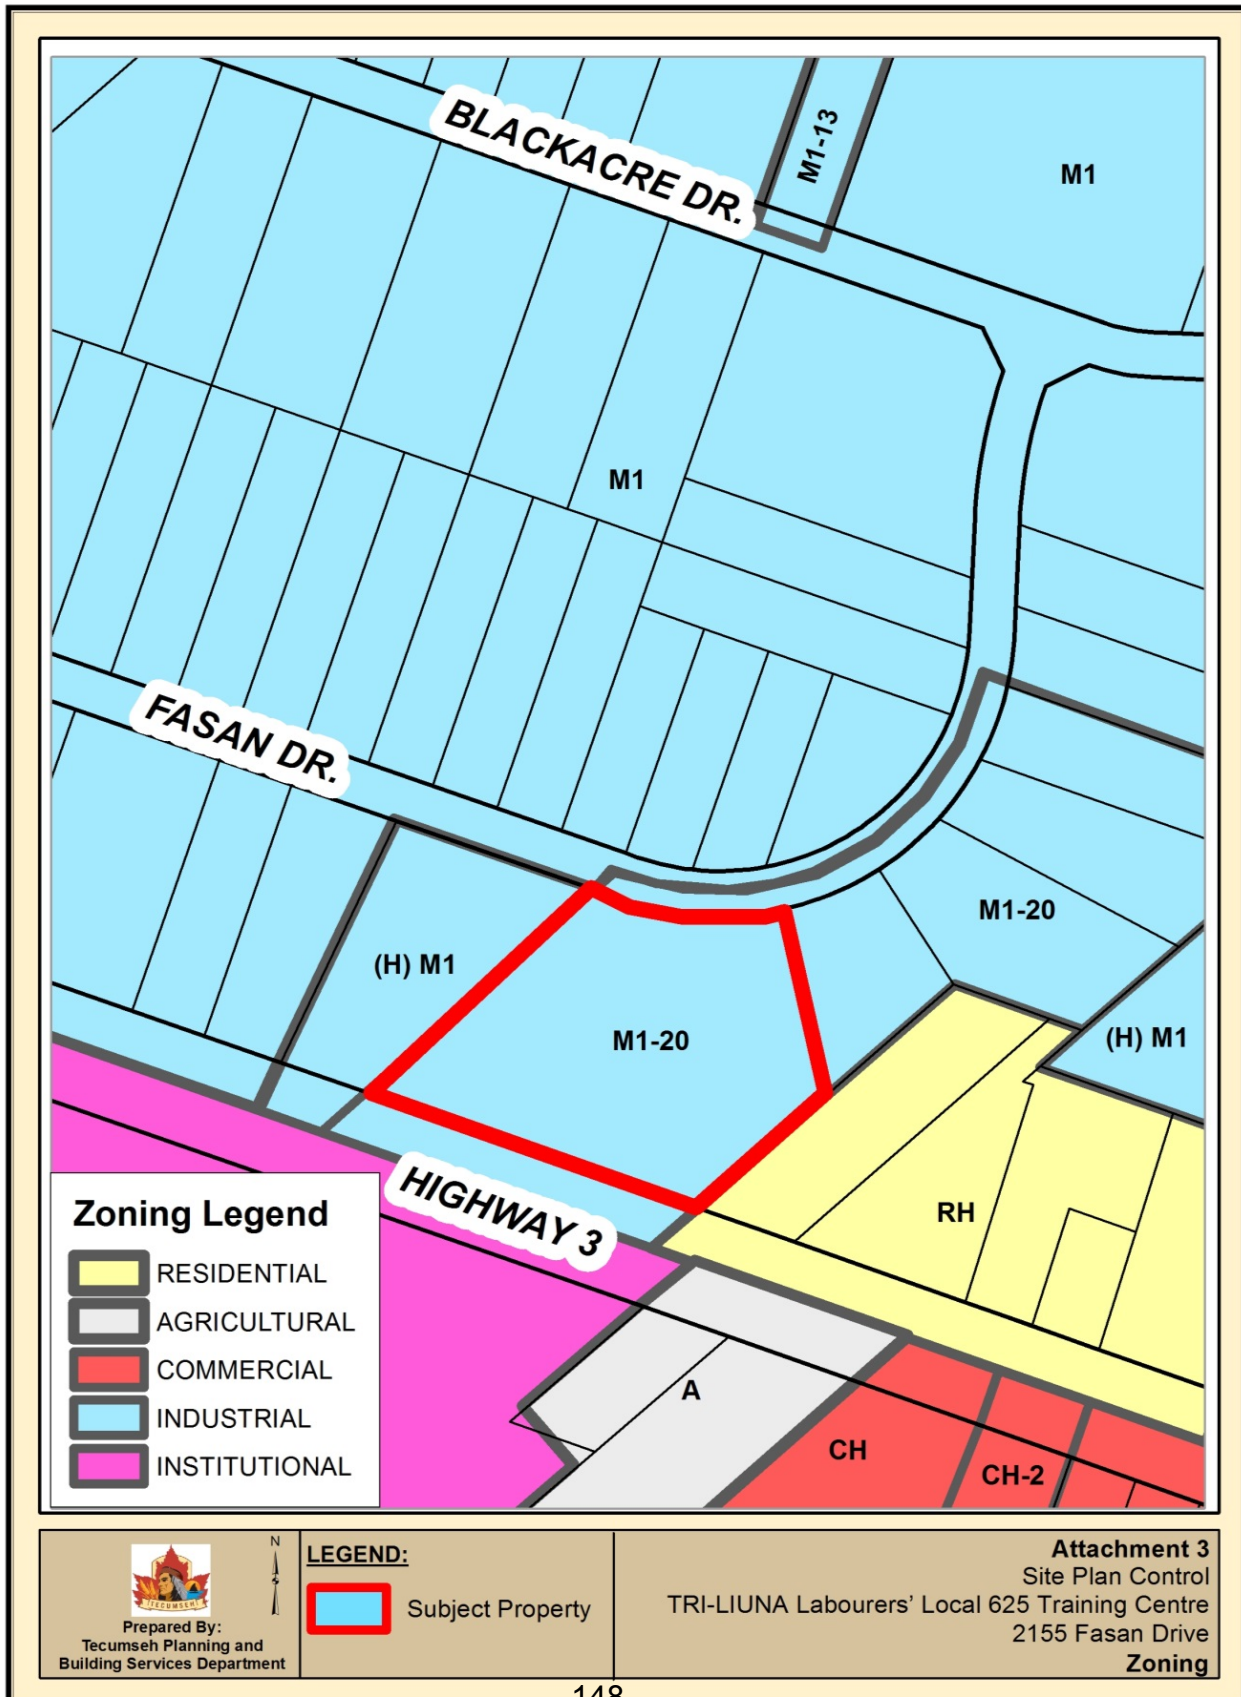 BLACKACRE DR.
M1-13
M1
M1
FASAN DR.
(H) M1
M1-20
M1-20
(H) M1
HIGHWAY 3
RH
A
CH
CH-2
Zoning Legend
RESIDENTIAL
AGRICULTURAL
COMMERCIAL
INDUSTRIAL
INSTITUTIONAL
TECUMSEH
Prepared By:
Tecumseh Planning and
Building Services Department
N
LEGEND:
Subject Property
Attachment 3
Site Plan Control
TRI-LIUNA Labourers' Local 625 Training Centre
2155 Fasan Drive
Zoning
148